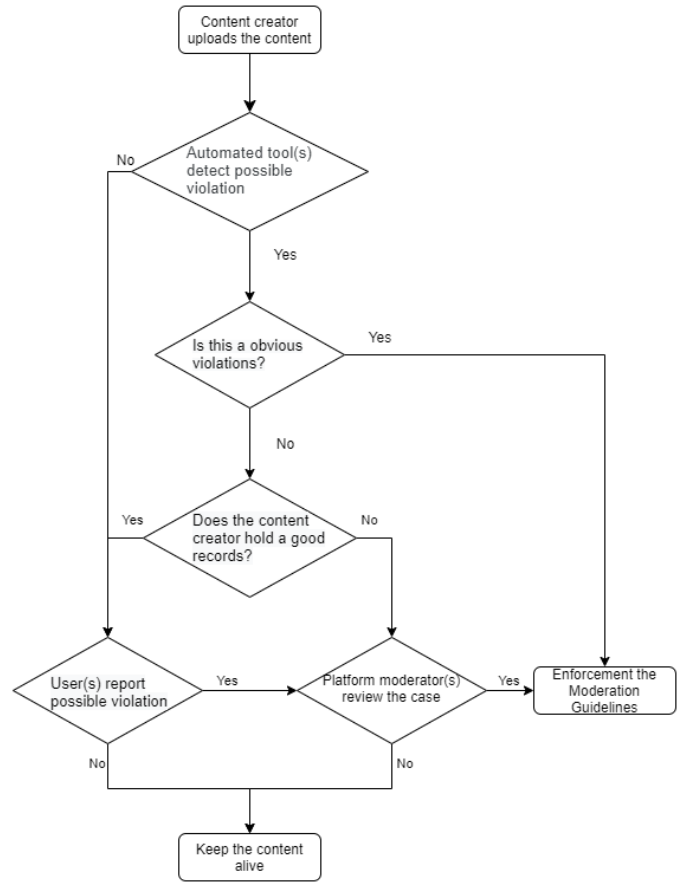 Content creator
uploads the content
Automated tool(s)
detect possible
violation
No
Yes
Is this a obvious
violations?
Yes
No
Does the content
creator hold a good
records?
Yes
No
User(s) report
possible violation
Yes
Platform moderator(s)
review the case
Yes
Enforcement the
Moderation
Guidelines
No
No
Keep the content
alive